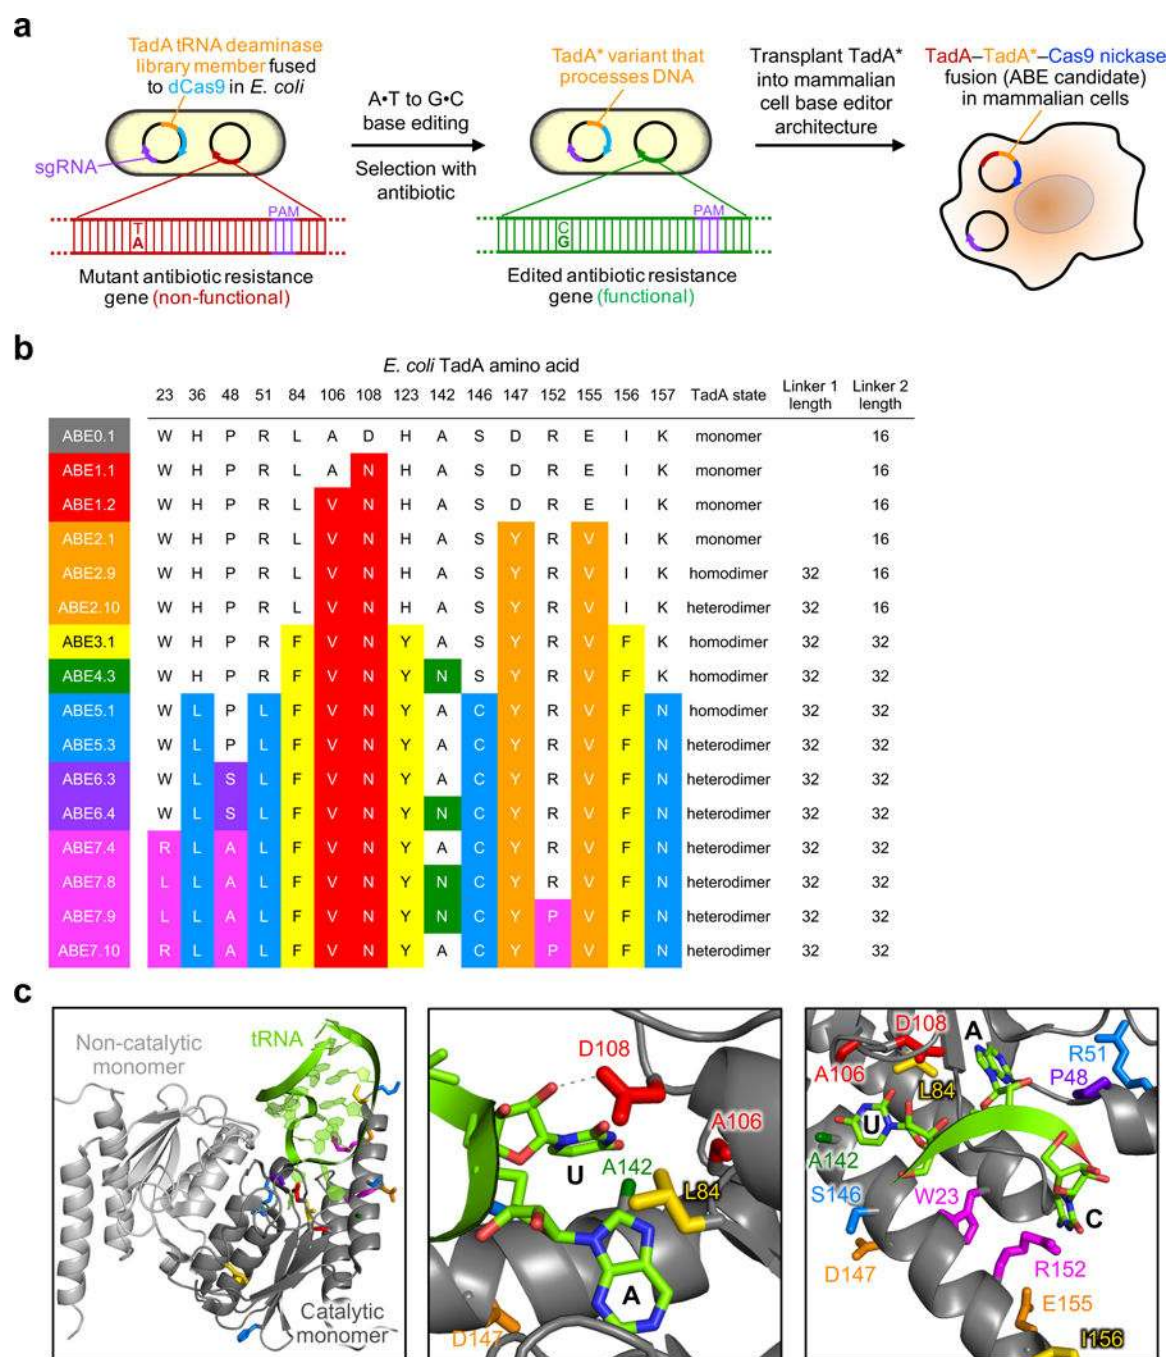 a
TadA tRNA deaminase
library member fused
to dCas9 in E. coli
sgRNA
T
A
PAM
Mutant antibiotic resistance
gene (non-functional)
A•T to G•C
base editing
Selection with
antibiotic
TadA* variant that
processes DNA
C
G
PAM
Edited antibiotic resistance
gene (functional)
Transplant TadA*
into mammalian
cell base editor
architecture
TadA–TadA*–Cas9 nickase
fusion (ABE candidate)
in mammalian cells
b
E. coli TadA amino acid
23 36 48 51 84 106 108 123 142 146 147 152 155 156 157 TadA state Linker 1 length Linker 2 length
ABE0.1 W H P R L A D H A S D R E I K monomer 16
ABE1.1 W H P R L A N H A S D R E I K monomer 16
ABE1.2 W H P R L V N H A S D R E I K monomer 16
ABE2.1 W H P R L V N H A S Y R V I K monomer 16
ABE2.9 W H P R L V N H A S Y R V I K homodimer 32 16
ABE2.10 W H P R L V N H A S Y R V I K heterodimer 32 16
ABE3.1 W H P R F V N Y A S Y R V F K homodimer 32 32
ABE4.3 W H P R F V N Y N S Y R V F K homodimer 32 32
ABE5.1 W L P L F V N Y A C Y R V F N homodimer 32 32
ABE5.3 W L P L F V N Y A C Y R V F N heterodimer 32 32
ABE6.3 W L S L F V N Y A C Y R V F N heterodimer 32 32
ABE6.4 W L S L F V N Y N C Y R V F N heterodimer 32 32
ABE7.4 R L A L F V N Y A C Y R V F N heterodimer 32 32
ABE7.8 L L A L F V N Y N C Y R V F N heterodimer 32 32
ABE7.9 L L A L F V N Y N C Y P V F N heterodimer 32 32
ABE7.10 R L A L F V N Y A C Y P V F N heterodimer 32 32
c
Non-catalytic
monomer
tRNA
Catalytic
monomer
D108
A106
U
A142
L84
A
D147
D108
A
R51
A106
L84
P48
U
A142
S146
W23
C
D147
R152
E155
I156